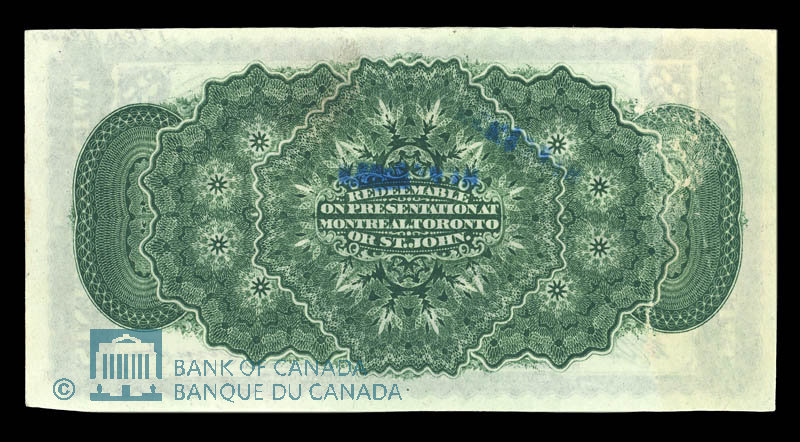 REDEEMABLE
ON PRESENTATION AT
MONTREAL, TORONTO
OR ST. JOHN.
© BANK OF CANADA
BANQUE DU CANADA